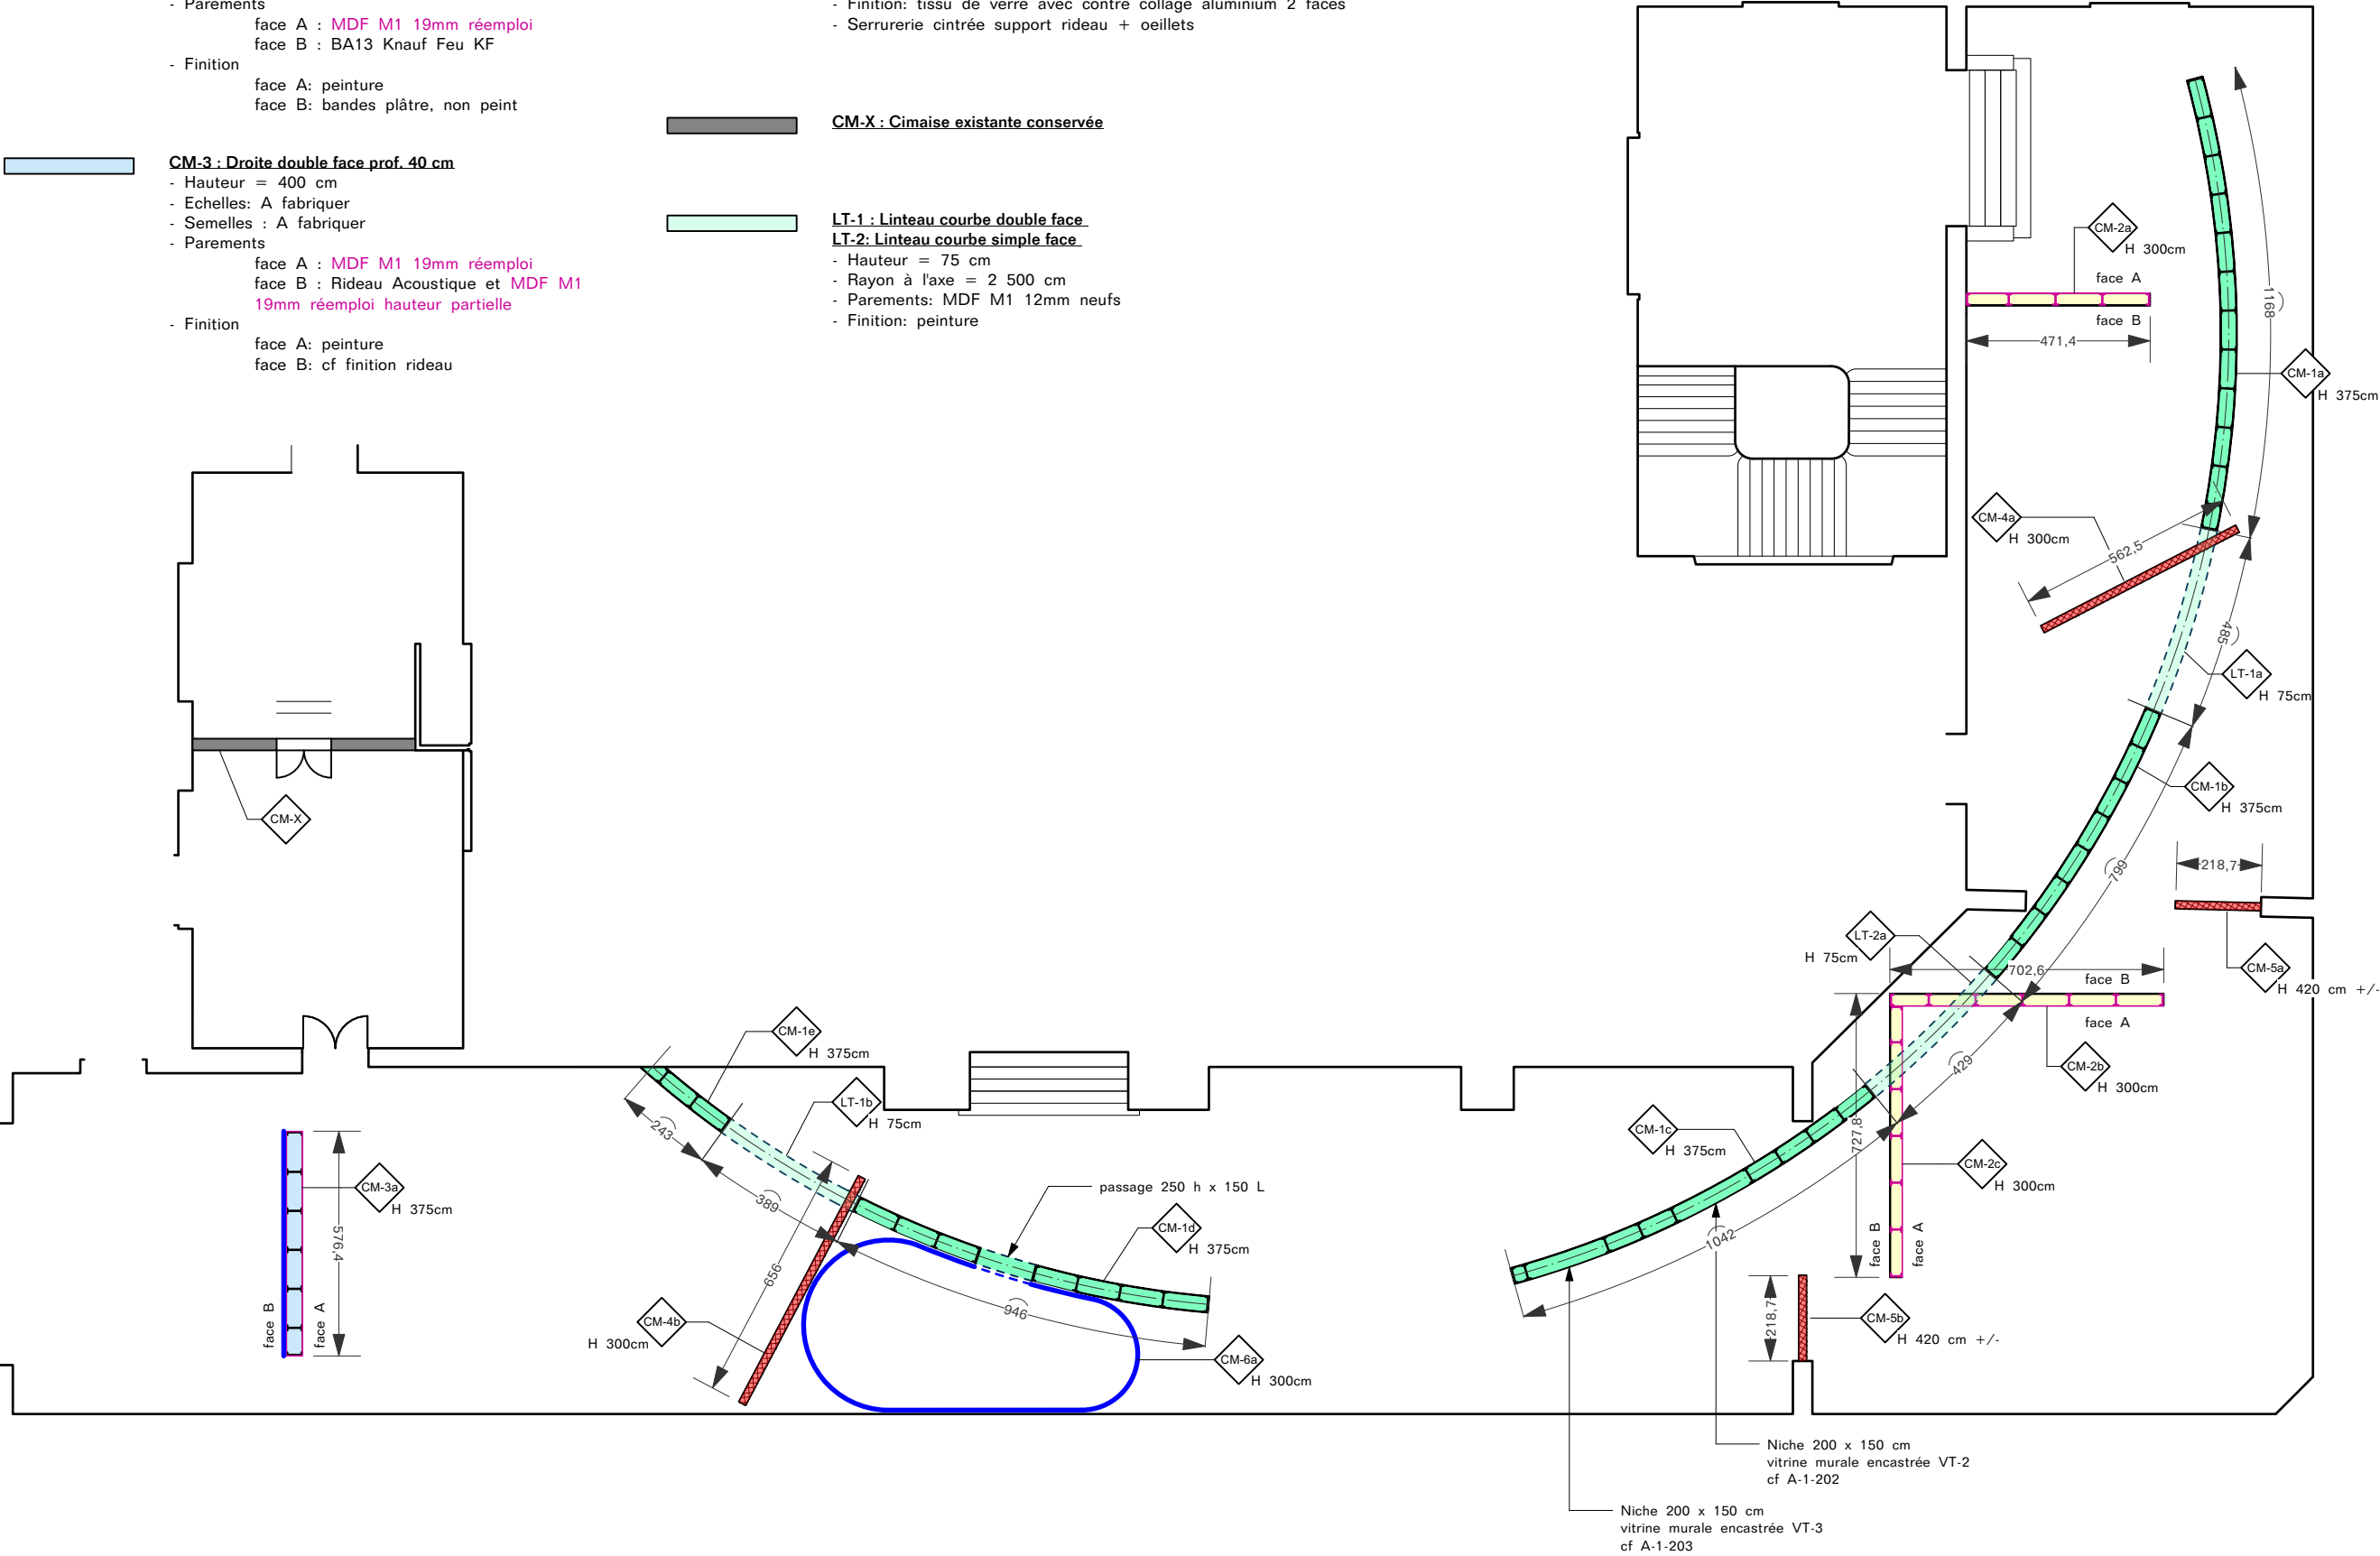 - Parements
face A : MDF M1 19mm réemploi
face B : BA13 Knauf Feu KF
- Finition
face A: peinture
face B: bandes plâtre, non peint
CM-3 : Droite double face prof. 40 cm
- Hauteur = 400 cm
- Echelles: A fabriquer
- Semelles : A fabriquer
- Parements
face A : MDF M1 19mm réemploi
face B : Rideau Acoustique et MDF M1
19mm réemploi hauteur partielle
- Finition
face A: peinture
face B: cf finition rideau
- Finition: tissu de verre avec contre collage aluminium 2 faces
- Serrurerie cintrée support rideau + oeillets
CM-X : Cimaise existante conservée
LT-1 : Linteau courbe double face
LT-2: Linteau courbe simple face
- Hauteur = 75 cm
- Rayon à l'axe = 2 500 cm
- Parements: MDF M1 12mm neufs
- Finition: peinture
CM-2a
H 300cm
face A
face B
471,4
1168
CM-1a
H 375cm
CM-4a
H 300cm
562,5
485
LT-1a
H 75cm
CM-1b
H 375cm
799
218,7
CM-5a
H 420 cm +/-
LT-2a
H 75cm
702,6
face B
face A
CM-2b
H 300cm
429
727,8
CM-1c
H 375cm
CM-2c
H 300cm
face B
face A
1042
218,7
CM-5b
H 420 cm +/-
CM-X
CM-1e
H 375cm
LT-1b
H 75cm
243
389
passage 250 h x 150 L
CM-1d
H 375cm
CM-3a
H 375cm
576,4
face B
face A
656
946
CM-4b
H 300cm
CM-6a
H 300cm
Niche 200 x 150 cm
vitrine murale encastrée VT-2
cf A-1-202
Niche 200 x 150 cm
vitrine murale encastrée VT-3
cf A-1-203